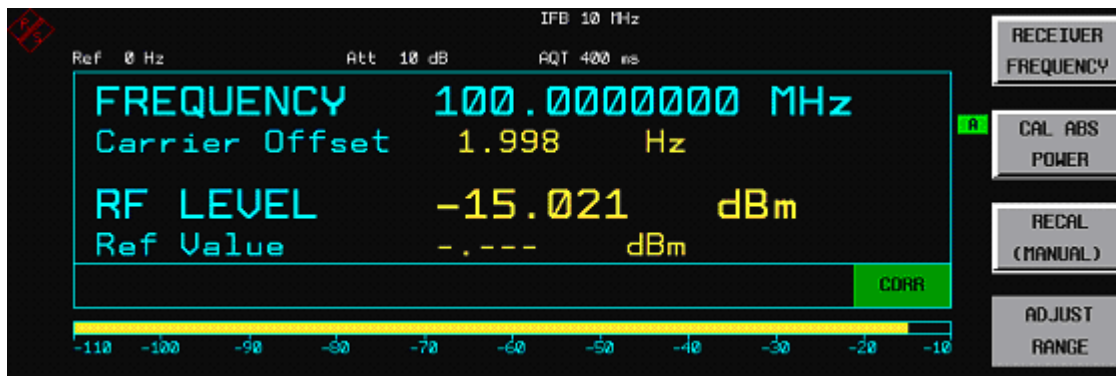 R S
IFB 10 MHz
Ref 0 Hz Att 10 dB AQT 400 ms
FREQUENCY 100.0000000 MHz
Carrier Offset 1.998 Hz
RF LEVEL -15.021 dBm
Ref Value -.--- dBm
CORR
-110 -100 -90 -80 -70 -60 -50 -40 -30 -20 -10
RECEIVER
FREQUENCY
A
CAL ABS
POWER
RECAL
(MANUAL)
ADJUST
RANGE